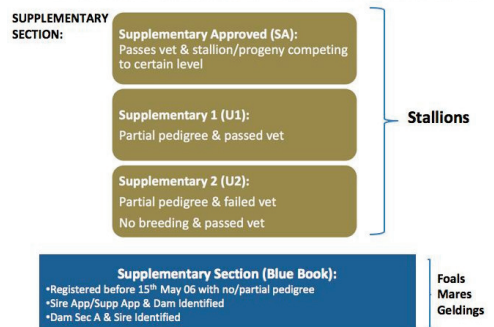 SUPPLEMENTARY
SECTION:
Supplementary Approved (SA):
Passes vet & stallion/progeny competing
to certain level
Supplementary 1 (U1):
Partial pedigree & passed vet
Supplementary 2 (U2):
Partial pedigree & failed vet
No breeding & passed vet
Stallions
Supplementary Section (Blue Book):
•Registered before 15th May 06 with no/partial pedigree
•Sire App/Supp App & Dam Identified
•Dam Sec A & Sire Identified
Foals
Mares
Geldings